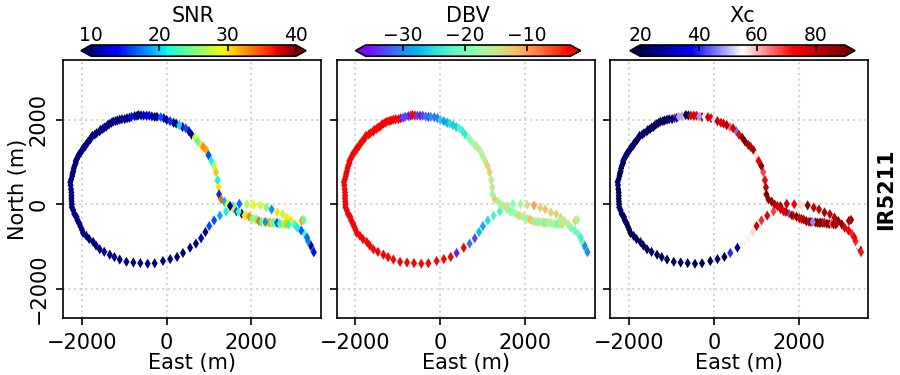 SNR DBV Xc
10 20 30 40 −30 −20 −10 20 40 60 80
2000
0
−2000
North (m)
IR5211
−2000 0 2000 −2000 0 2000 −2000 0 2000
East (m) East (m) East (m)